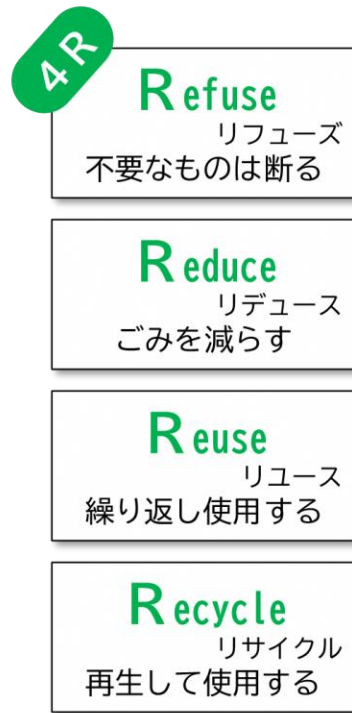 4R
Refuse
リフューズ
不要なものは断る
Reduce
リデュース
ごみを減らす
Reuse
リユース
繰り返し使用する
Recycle
リサイクル
再生して使用する